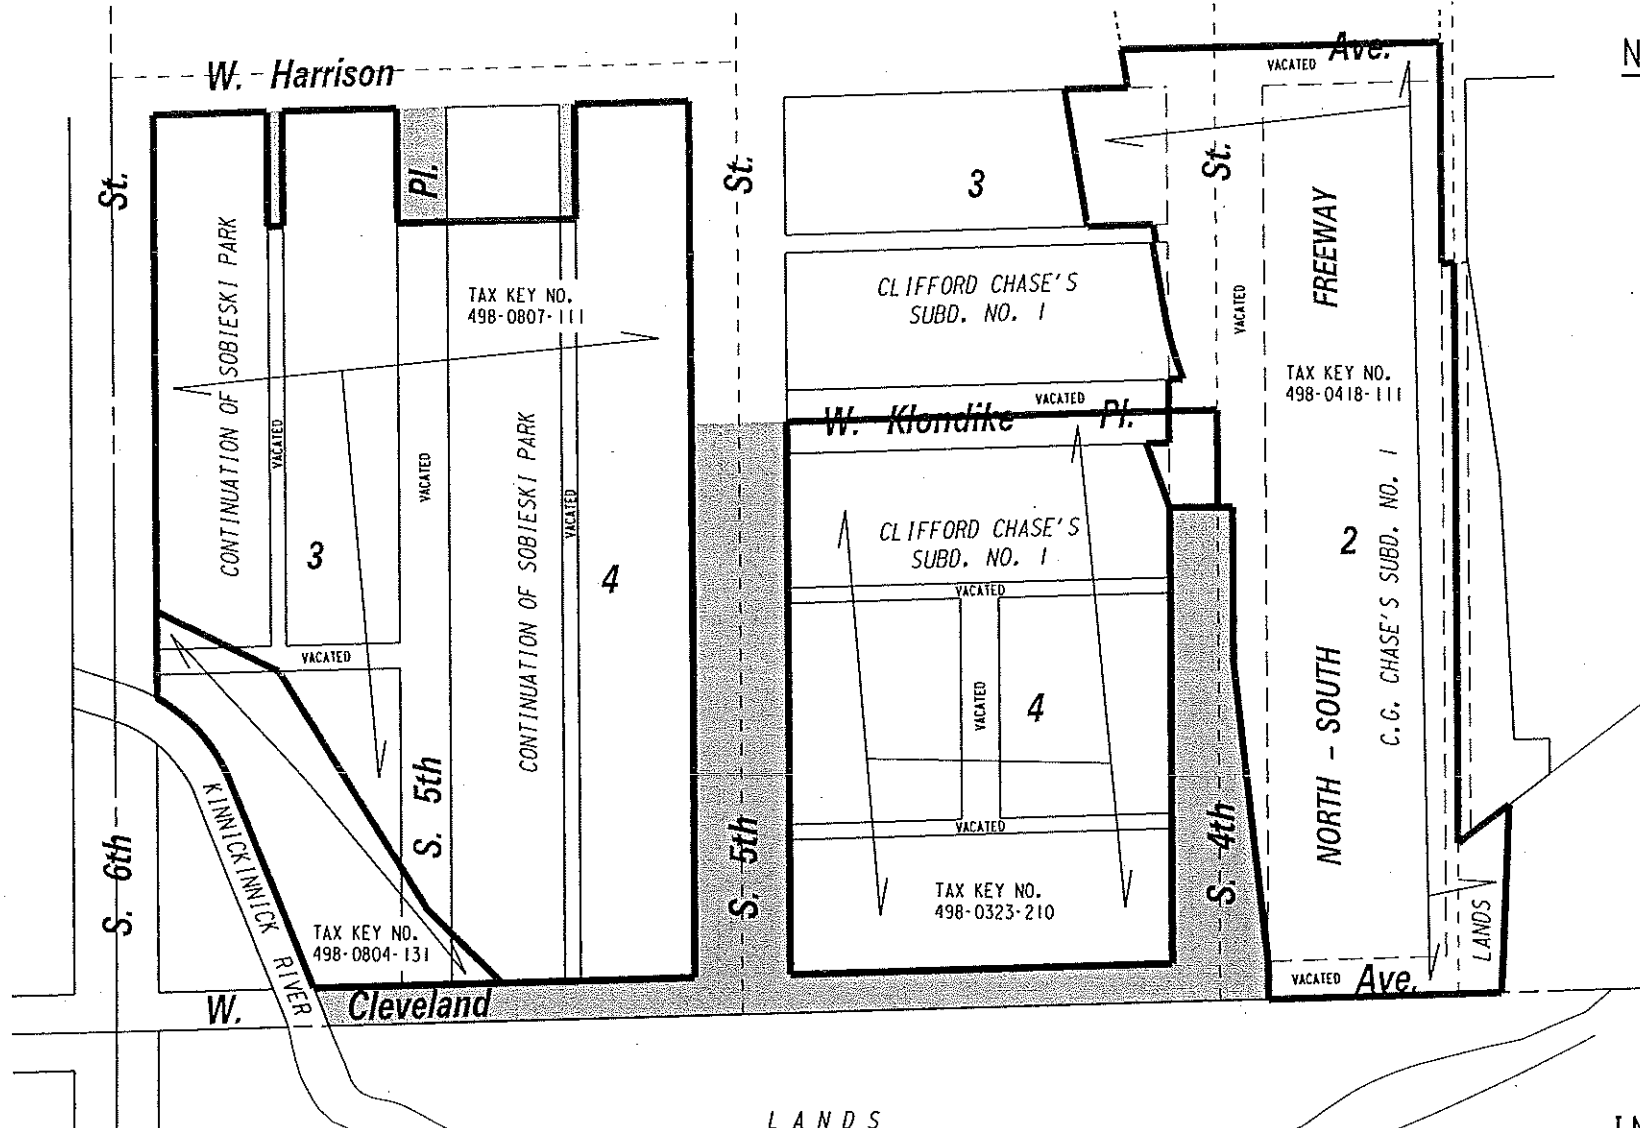 N
W. Harrison
Ave.
VACATED
St.
Pl.
St.
3
St.
CONTINUATION OF SOBIESKI PARK
TAX KEY NO.
498-0807-111
CLIFFORD CHASE'S
SUBD. NO. 1
VACATED
FREEWAY
TAX KEY NO.
498-0418-111
VACATED
W. Klondike Pl.
VACATED
VACATED
VACATED
CONTINUATION OF SOBIESKI PARK
3
4
CLIFFORD CHASE'S
SUBD. NO. 1
2
C.G. CHASE'S SUBD. NO. 1
VACATED
VACATED
VACATED
4
NORTH - SOUTH
S. 5th
VACATED
S. 6th
KINNICKINNICK RIVER
S. 5th
S. 4th
TAX KEY NO.
498-0323-210
TAX KEY NO.
498-0804-131
LANDS
W. Cleveland
VACATED Ave.
LANDS